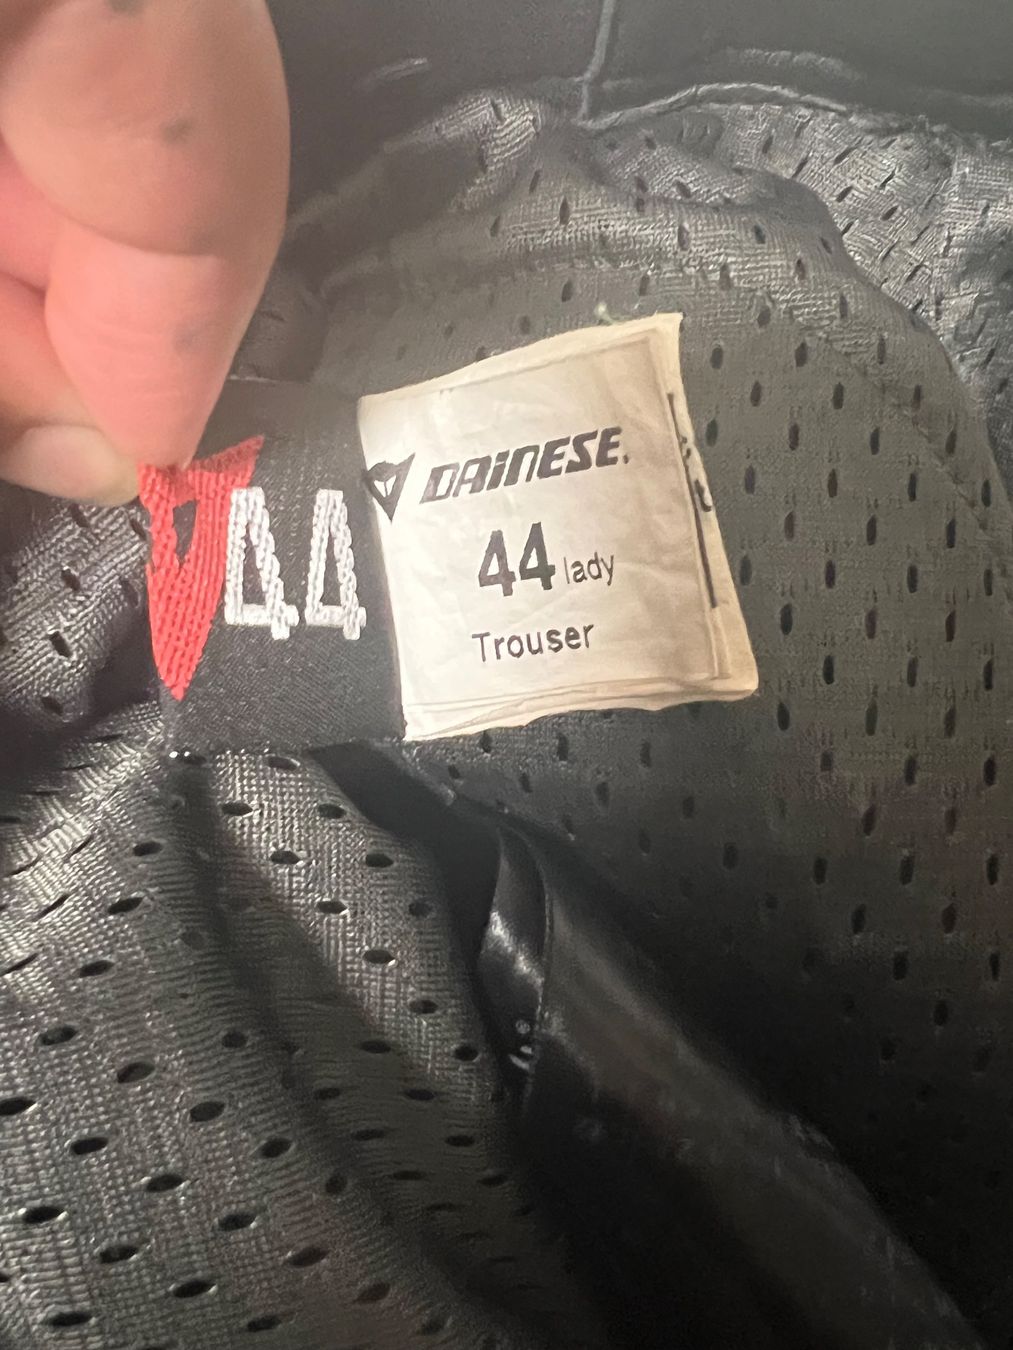 44
DAINESE.
44 lady
Trouser